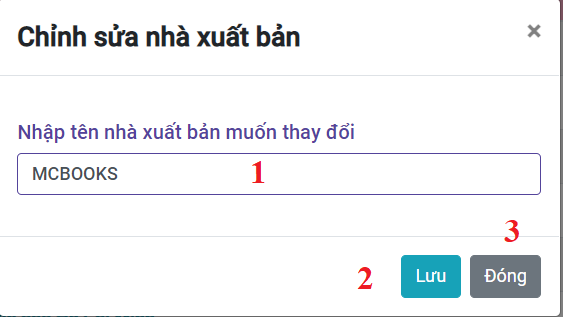 Chỉnh sửa nhà xuất bản ×
Nhập tên nhà xuất bản muốn thay đổi
MCBOOKS 1
3
2 Lưu Đóng